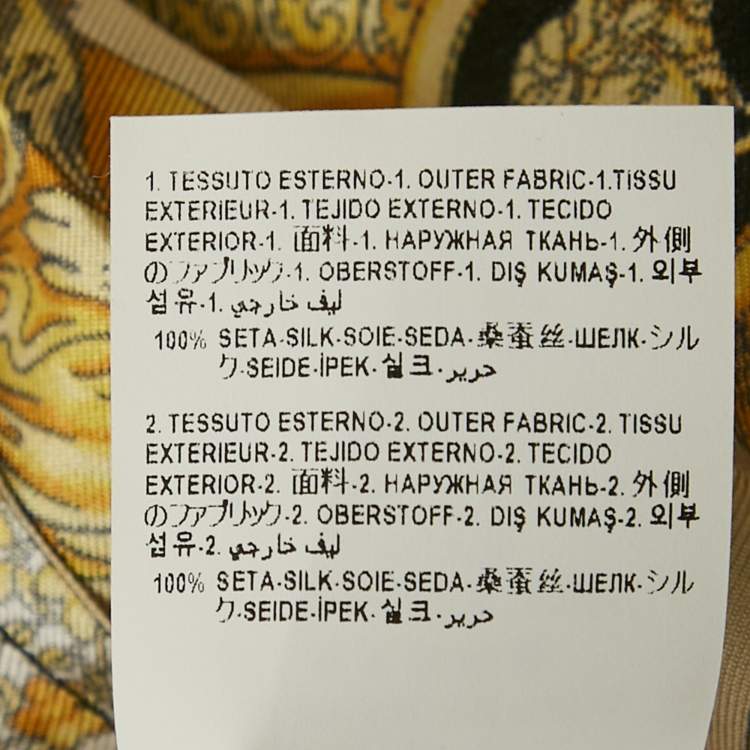 1. TESSUTO ESTERNO-1. OUTER FABRIC-1.TISSU
EXTERIEUR-1. TEJIDO EXTERNO-1. TECIDO
EXTERIOR-1. 面料-1. НАРУЖНАЯ ТКАНЬ-1. 外側
のファブリック-1. OBERSTOFF-1. DIŞ KUMAŞ-1. 외부
섬유-1. ليف خارجي
100% SETA-SILK-SOIE-SEDA-桑蚕丝-ШЕЛК-シル
ク-SEIDE-İPEK-실크-حرير
2. TESSUTO ESTERNO-2. OUTER FABRIC-2. TISSU
EXTERIEUR-2. TEJIDO EXTERNO-2. TECIDO
EXTERIOR-2. 面料-2. НАРУЖНАЯ ТКАНЬ-2. 外側
のファブリック-2. OBERSTOFF-2. DIŞ KUMAŞ-2. 외부
섬유-2. ليف خارجي
100% SETA-SILK-SOIE-SEDA-桑蚕丝-ШЕЛК-シル
ク-SEIDE-İPEK-실크-حرير